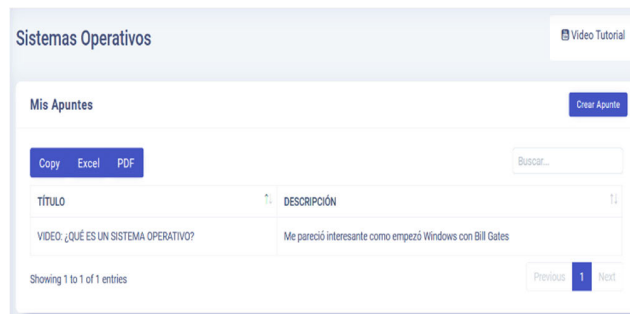 Sistemas Operativos
Video Tutorial
Mis Apuntes
Crear Apunte
Copy Excel PDF
Buscar...
TÍTULO DESCRIPCIÓN
VIDEO: ¿QUÉ ES UN SISTEMA OPERATIVO? Me pareció interesante como empezó Windows con Bill Gates
Showing 1 to 1 of 1 entries
Previous 1 Next